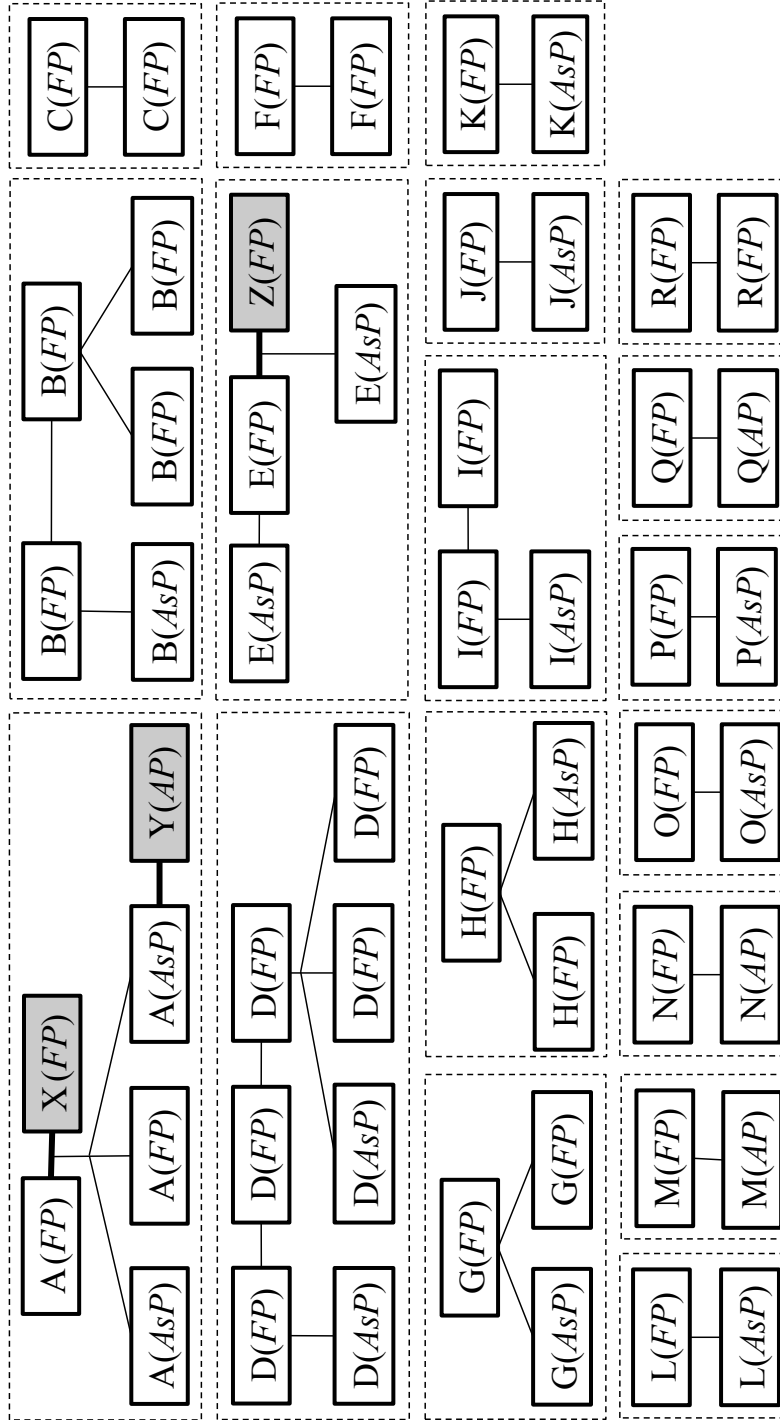 A(FP)
X(FP)
A(AsP)
A(FP)
A(AsP)
Y(AP)
B(FP)
B(FP)
B(AsP)
B(FP)
B(FP)
C(FP)
C(FP)
D(FP)
D(FP)
D(FP)
D(AsP)
D(AsP)
D(FP)
D(FP)
E(AsP)
E(FP)
Z(FP)
E(AsP)
F(FP)
F(FP)
G(FP)
G(AsP)
G(FP)
H(FP)
H(FP)
H(AsP)
I(FP)
I(FP)
I(AsP)
J(FP)
J(AsP)
K(FP)
K(AsP)
L(FP)
L(AsP)
M(FP)
M(AP)
N(FP)
N(AP)
O(FP)
O(AsP)
P(FP)
P(AsP)
Q(FP)
Q(AP)
R(FP)
R(FP)